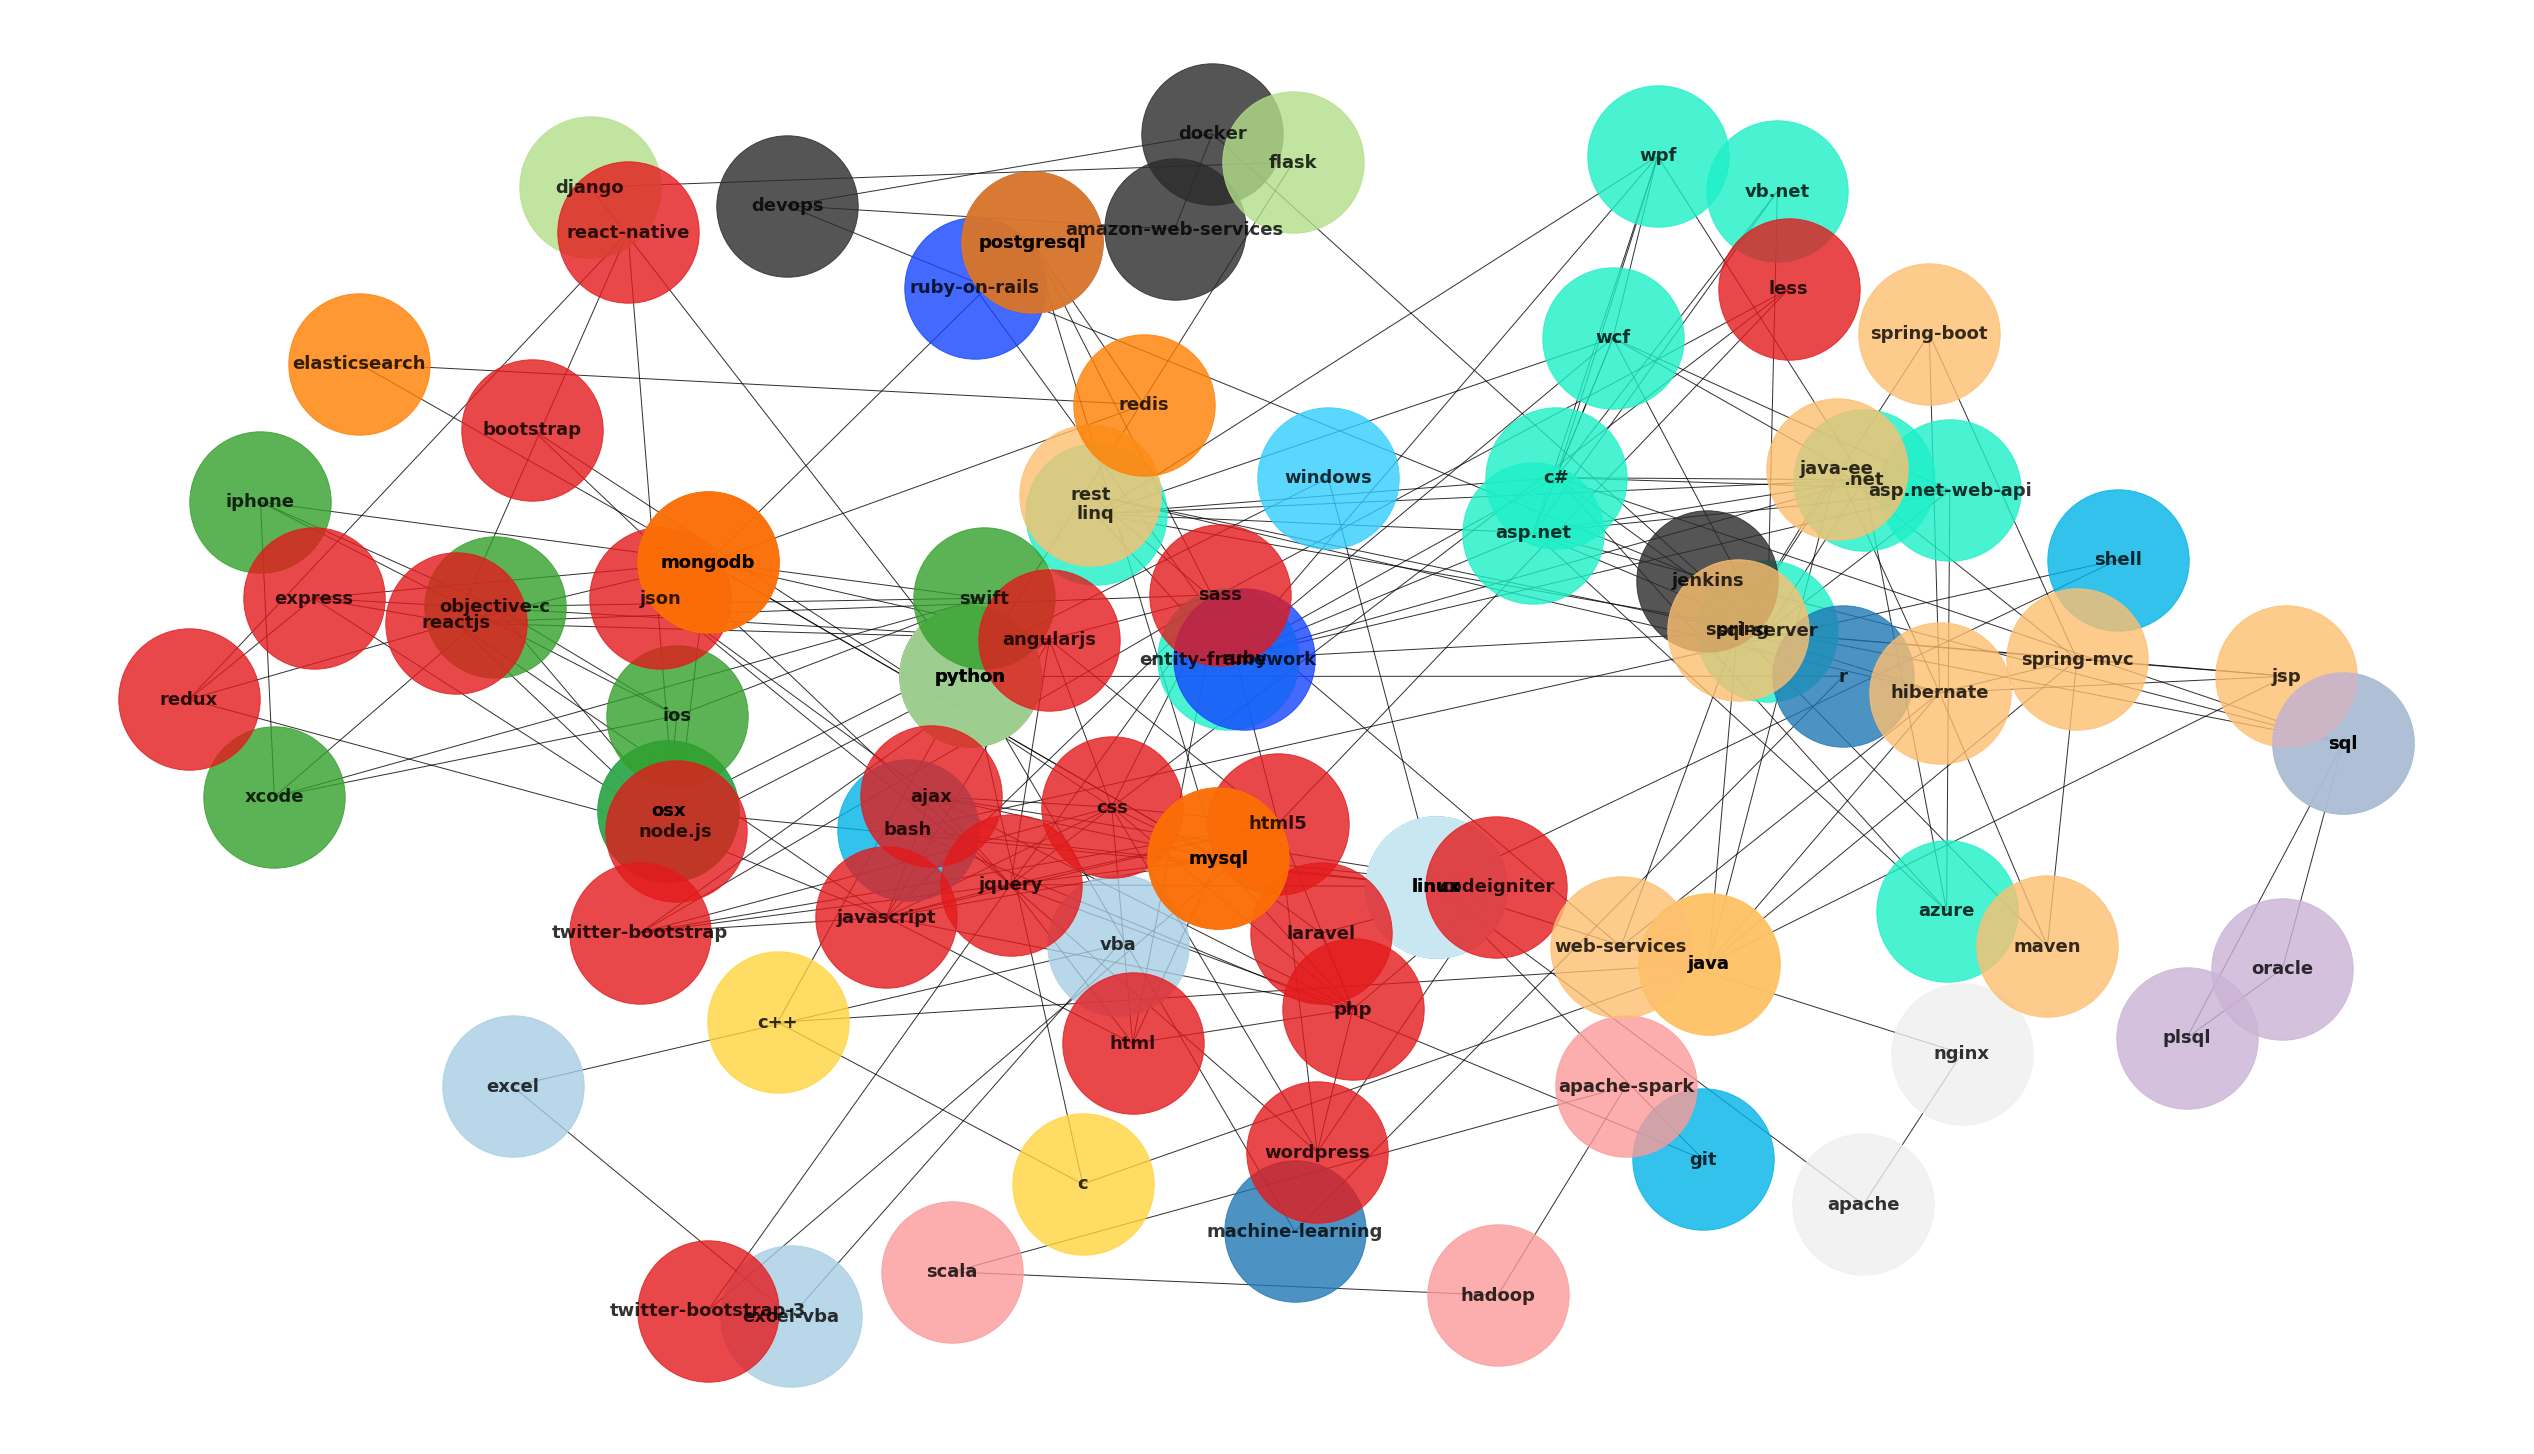 docker
wpf
flask
django
vb.net
devops
amazon-web-services
react-native
postgresql
ruby-on-rails
less
spring-boot
wcf
elasticsearch
redis
bootstrap
java-ee
windows
c#
.net
asp.net-web-api
rest
iphone
linq
asp.net
shell
mongodb
jenkins
sass
express
json
swift
objective-c
reactjs
spring
sql-server
angularjs
entity-framework
ruby
spring-mvc
python
r
jsp
hibernate
redux
ios
sql
ajax
xcode
css
osx
html5
bash
node.js
mysql
jquery
linux
codeigniter
azure
javascript
twitter-bootstrap
laravel
vba
web-services
maven
java
oracle
php
c++
plsql
html
nginx
excel
apache-spark
wordpress
git
c
apache
machine-learning
scala
hadoop
twitter-bootstrap-3
excel-vba